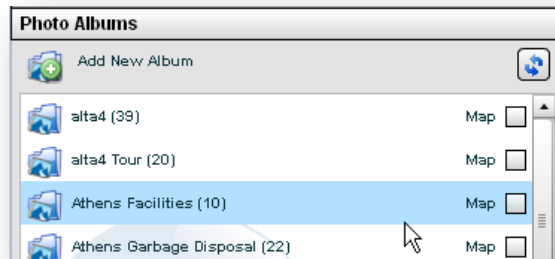 Photo Albums
Add New Album
alta4 (39) Map
alta4 Tour (20) Map
Athens Facilities (10) Map
Athens Garbage Disposal (22) Map